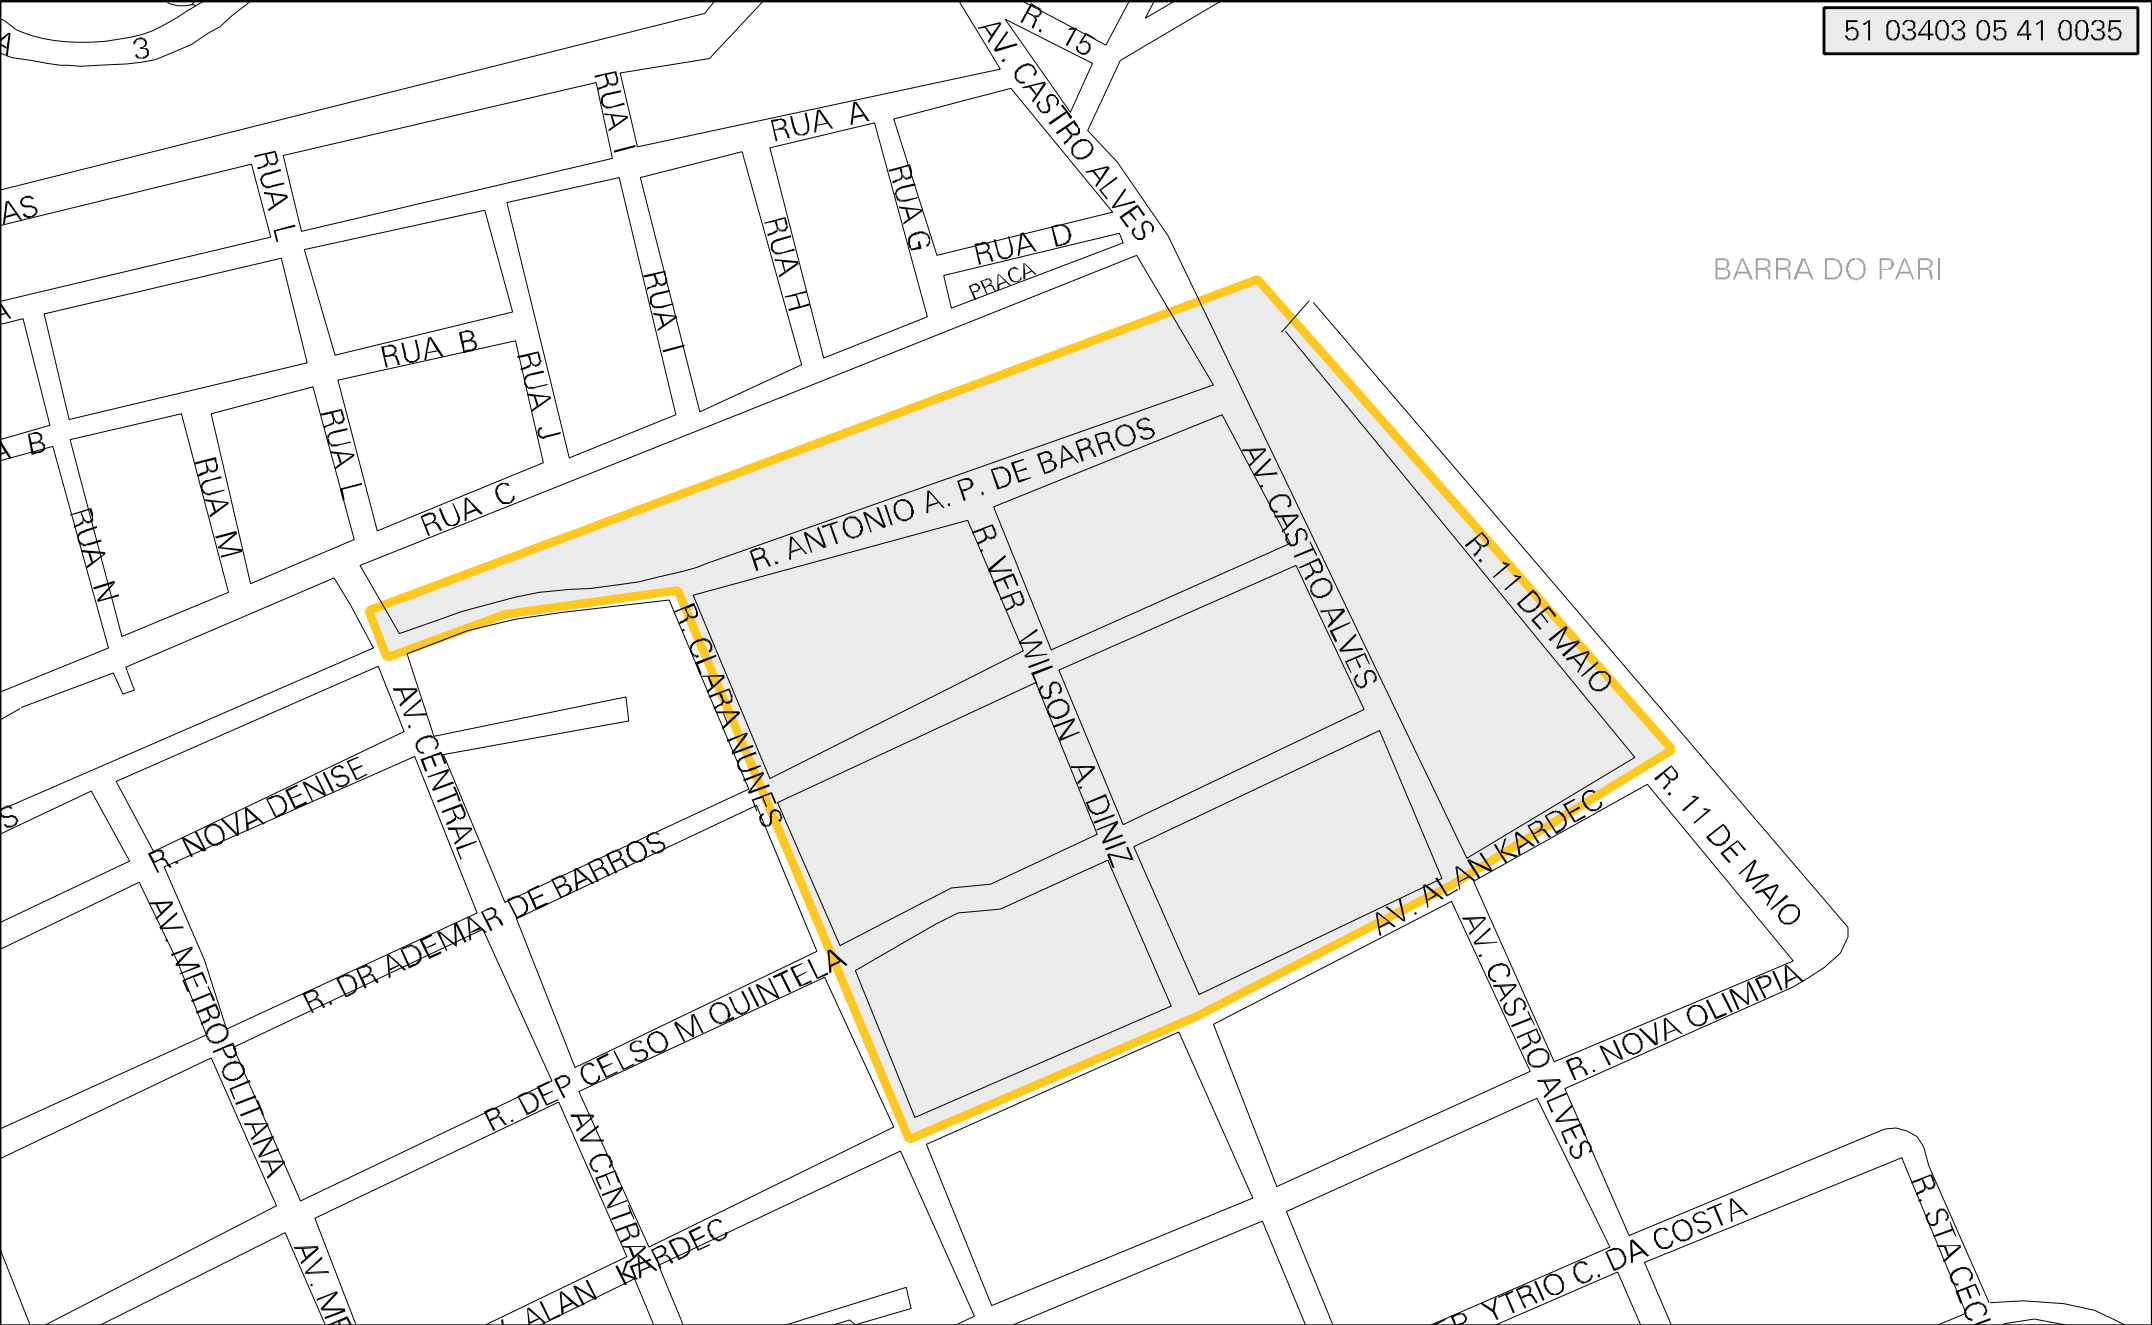 51 03403 05 41 0035
3
R. 15
AV. CASTRO ALVES
RUA I
RUA A
RUA L
AS
RUA G
RUA H
RUA D
PRACA
BARRA DO PARI
RUA I
RUA B
RUA J
RUA L
B
RUA M
RUA C
RUA N
R. ANTONIO A. P. DE BARROS
AV. CASTRO ALVES
R. VER WILSON A. DINIZ
R. 11 DE MAIO
R. CLARA NUNES
AV. CENTRAL
R. NOVA DENISE
S
R. DR ADEMAR DE BARROS
R. 11 DE MAIO
AV. ALAN KARDEC
AV. METROPOLITANA
R. DEP CELSO M QUINTELA
AV. CASTRO ALVES
R. NOVA OLIMPIA
AV CENTRAL
ALAN KARDEC
AV. ME
YTRIO C. DA COSTA
R. STA CECI